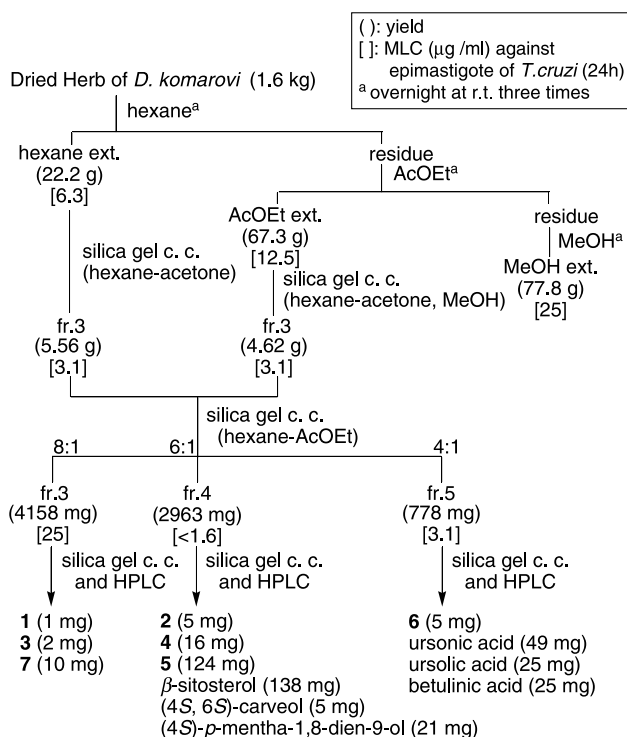 ( ): yield
[ ]: MLC (μg /ml) against
epimastigote of T.cruzi (24h)
a overnight at r.t. three times
Dried Herb of D. komarovi (1.6 kg)
hexaneᵃ
hexane ext.
(22.2 g)
[6.3]
residue
AcOEtᵃ
AcOEt ext.
(67.3 g)
[12.5]
residue
MeOHᵃ
MeOH ext.
(77.8 g)
[25]
silica gel c. c.
(hexane-acetone)
silica gel c. c.
(hexane-acetone, MeOH)
fr.3
(5.56 g)
[3.1]
fr.3
(4.62 g)
[3.1]
silica gel c. c.
(hexane-AcOEt)
8:1
6:1
4:1
fr.3
(4158 mg)
[25]
fr.4
(2963 mg)
[<1.6]
fr.5
(778 mg)
[3.1]
silica gel c. c.
and HPLC
silica gel c. c.
and HPLC
silica gel c. c.
and HPLC
1 (1 mg)
3 (2 mg)
7 (10 mg)
2 (5 mg)
4 (16 mg)
5 (124 mg)
β-sitosterol (138 mg)
(4S, 6S)-carveol (5 mg)
(4S)-p-mentha-1,8-dien-9-ol (21 mg)
6 (5 mg)
ursonic acid (49 mg)
ursolic acid (25 mg)
betulinic acid (25 mg)